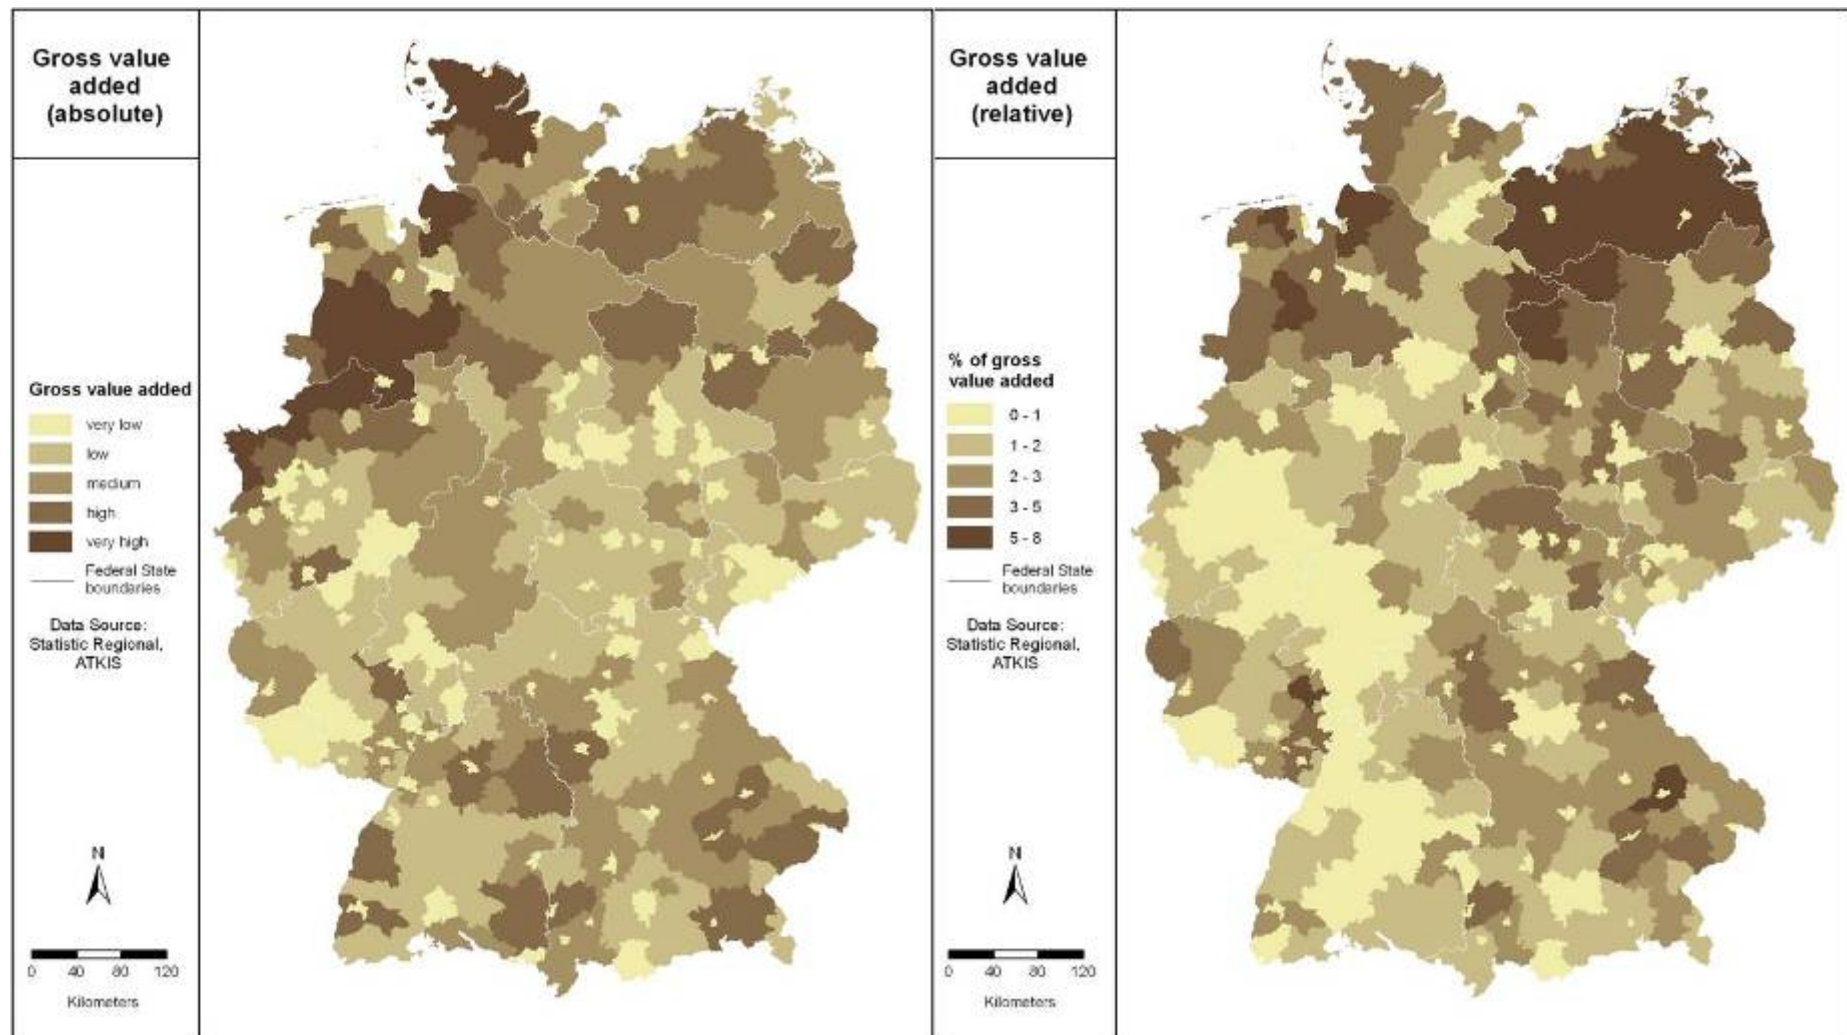 Gross value
added
(absolute)
Gross value added
very low
low
medium
high
very high
Federal State
boundaries
Data Source:
Statistic Regional,
ATKIS
N
0 40 80 120
Kilometers
Gross value
added
(relative)
% of gross
value added
0 - 1
1 - 2
2 - 3
3 - 5
5 - 8
Federal State
boundaries
Data Source:
Statistic Regional,
ATKIS
N
0 40 80 120
Kilometers